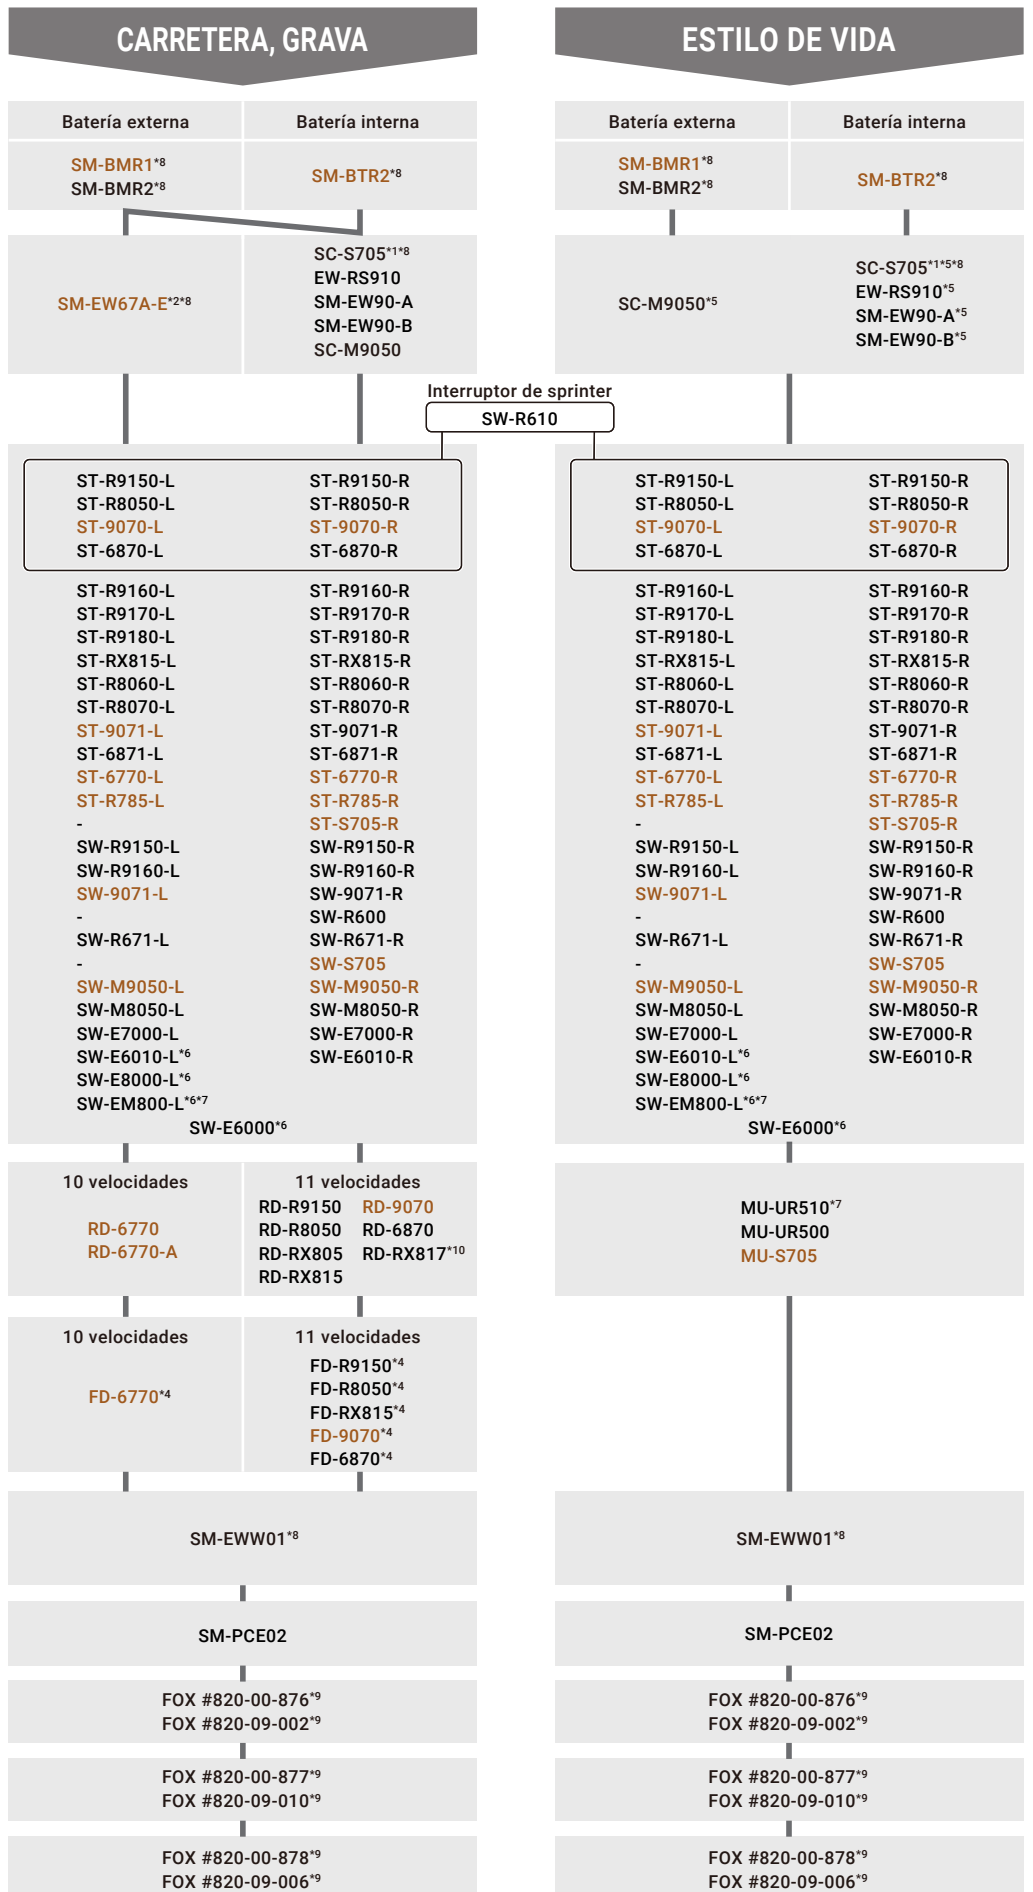 CARRETERA, GRAVA
Batería externa
Batería interna
SM-BMR1*8
SM-BMR2*8
SM-BTR2*8
SM-EW67A-E*2*8
SC-S705*1*8
EW-RS910
SM-EW90-A
SM-EW90-B
SC-M9050
ESTILO DE VIDA
Batería externa
Batería interna
SM-BMR1*8
SM-BMR2*8
SM-BTR2*8
SC-M9050*5
SC-S705*1*5*8
EW-RS910*5
SM-EW90-A*5
SM-EW90-B*5
Interruptor de sprinter
SW-R610
ST-R9150-L ST-R9150-R
ST-R8050-L ST-R8050-R
ST-9070-L ST-9070-R
ST-6870-L ST-6870-R
ST-R9160-L ST-R9160-R
ST-R9170-L ST-R9170-R
ST-R9180-L ST-R9180-R
ST-RX815-L ST-RX815-R
ST-R8060-L ST-R8060-R
ST-R8070-L ST-R8070-R
ST-9071-L ST-9071-R
ST-6871-L ST-6871-R
ST-6770-L ST-6770-R
ST-R785-L ST-R785-R
- ST-S705-R
SW-R9150-L SW-R9150-R
SW-R9160-L SW-R9160-R
SW-9071-L SW-9071-R
- SW-R600
SW-R671-L SW-R671-R
- SW-S705
SW-M9050-L SW-M9050-R
SW-M8050-L SW-M8050-R
SW-E7000-L SW-E7000-R
SW-E6010-L*6 SW-E6010-R
SW-E8000-L*6
SW-EM800-L*6*7
SW-E6000*6
10 velocidades
RD-6770
RD-6770-A
11 velocidades
RD-R9150 RD-9070
RD-R8050 RD-6870
RD-RX805 RD-RX817*10
RD-RX815
10 velocidades
FD-6770*4
11 velocidades
FD-R9150*4
FD-R8050*4
FD-RX815*4
FD-9070*4
FD-6870*4
SM-EWW01*8
SM-PCE02
FOX #820-00-876*9
FOX #820-09-002*9
FOX #820-00-877*9
FOX #820-09-010*9
FOX #820-00-878*9
FOX #820-09-006*9
ST-R9150-L ST-R9150-R
ST-R8050-L ST-R8050-R
ST-9070-L ST-9070-R
ST-6870-L ST-6870-R
ST-R9160-L ST-R9160-R
ST-R9170-L ST-R9170-R
ST-R9180-L ST-R9180-R
ST-RX815-L ST-RX815-R
ST-R8060-L ST-R8060-R
ST-R8070-L ST-R8070-R
ST-9071-L ST-9071-R
ST-6871-L ST-6871-R
ST-6770-L ST-6770-R
ST-R785-L ST-R785-R
- ST-S705-R
SW-R9150-L SW-R9150-R
SW-R9160-L SW-R9160-R
SW-9071-L SW-9071-R
- SW-R600
SW-R671-L SW-R671-R
- SW-S705
SW-M9050-L SW-M9050-R
SW-M8050-L SW-M8050-R
SW-E7000-L SW-E7000-R
SW-E6010-L*6 SW-E6010-R
SW-E8000-L*6
SW-EM800-L*6*7
SW-E6000*6
MU-UR510*7
MU-UR500
MU-S705
SM-EWW01*8
SM-PCE02
FOX #820-00-876*9
FOX #820-09-002*9
FOX #820-00-877*9
FOX #820-09-010*9
FOX #820-00-878*9
FOX #820-09-006*9